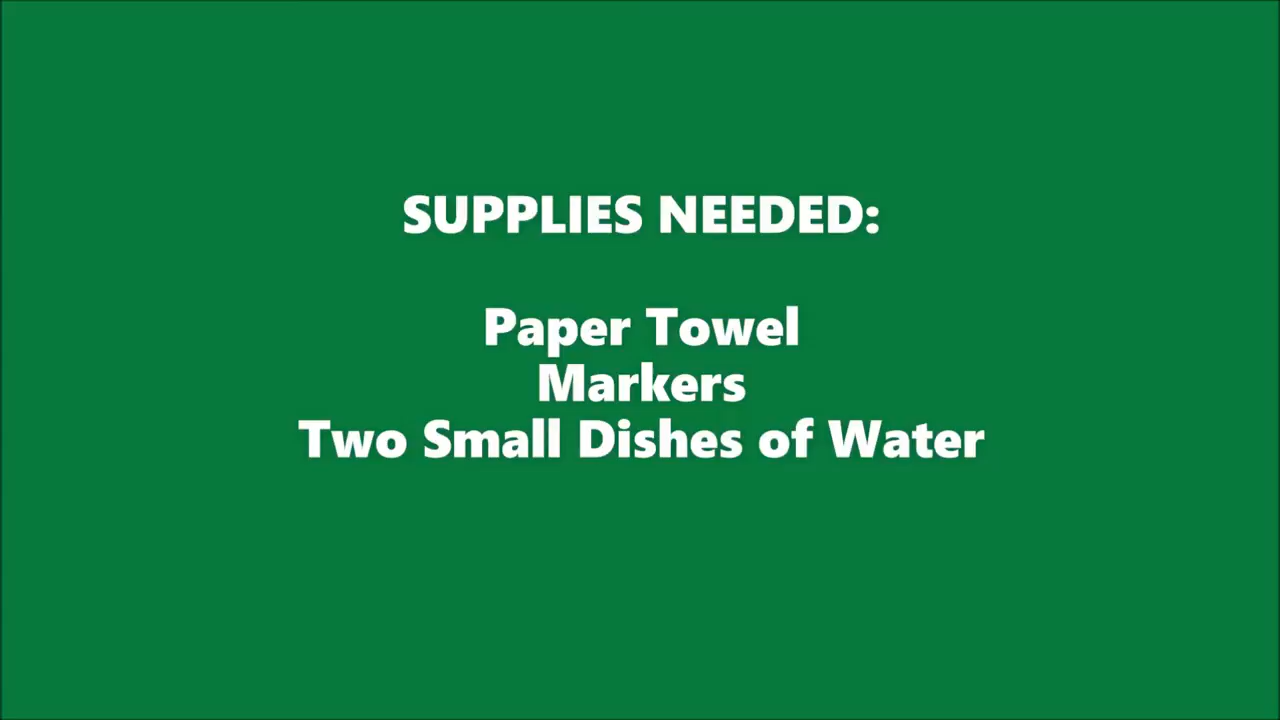 SUPPLIES NEEDED:
Paper Towel
Markers
Two Small Dishes of Water